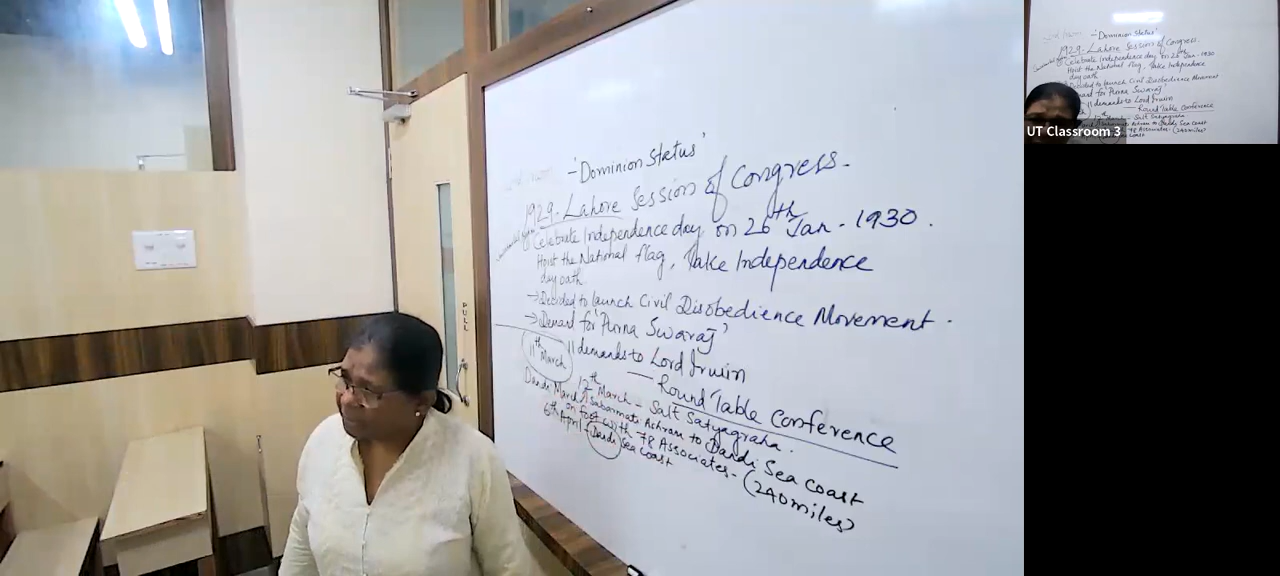 - 'Dominion Status'
1929 - Lahore Session of Congress.
Celebrate Independence day on 26th Jan - 1930.
Hoist the National flag, Take Independence
day oath
→ Decided to launch Civil Disobedience Movement.
→ Demand for 'Purna Swaraj'
11th March
11 demands to Lord Irwin
— Round Table Conference
12th March - Salt Satyagraha.
Dandi March / Sabarmati Ashram to Dandi Sea Coast
on foot with 78 Associates - (240 miles)
6th April - Dandi Sea Coast
PULL
UT Classroom 3